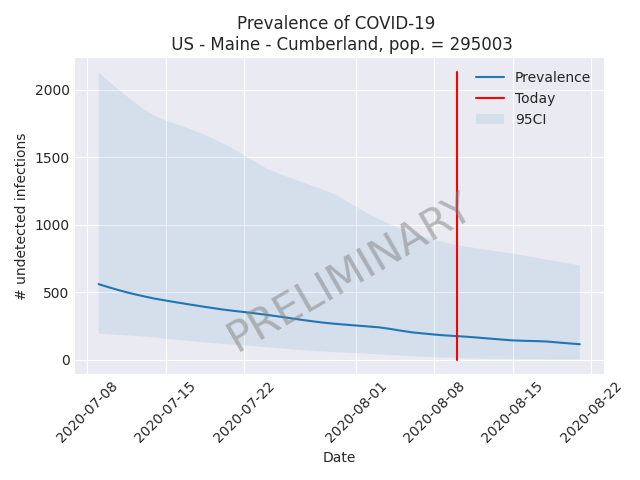 Prevalence of COVID-19
US - Maine - Cumberland, pop. = 295003
# undetected infections
2000
1500
1000
500
0
Prevalence
Today
95CI
PRELIMINARY
2020-07-08
2020-07-15
2020-07-22
2020-08-01
2020-08-08
2020-08-15
2020-08-22
Date